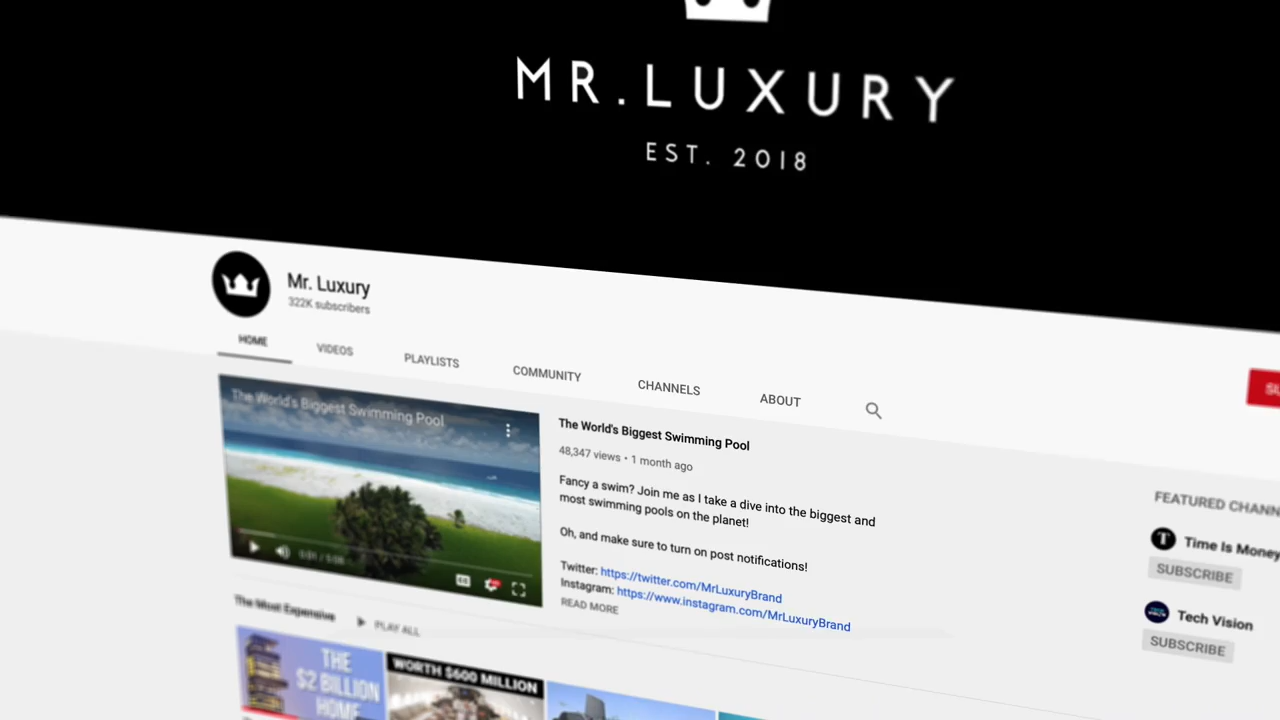 MR.LUXURY
EST. 2018
Mr. Luxury
322K subscribers
HOME
VIDEOS
PLAYLISTS
COMMUNITY
CHANNELS
ABOUT
The World's Biggest Swimming Pool
The World's Biggest Swimming Pool
48,347 views • 1 month ago
Fancy a swim? Join me as I take a dive into the biggest and
most swimming pools on the planet!
Oh, and make sure to turn on post notifications!
Twitter: https://twitter.com/MrLuxuryBrand
Instagram: https://www.instagram.com/MrLuxuryBrand
READ MORE
FEATURED
Time Is Money
SUBSCRIBE
Tech Vision
SUBSCRIBE
The Most Expensive
PLAY ALL
THE
$2 BILLION
HOME
WORTH $600 MILLION